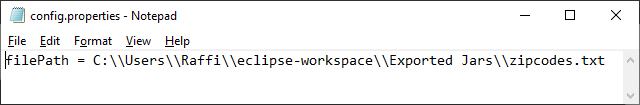 config.properties - Notepad
File Edit Format View Help
filePath = C:\\Users\\Raffi\\eclipse-workspace\\Exported Jars\\zipcodes.txt